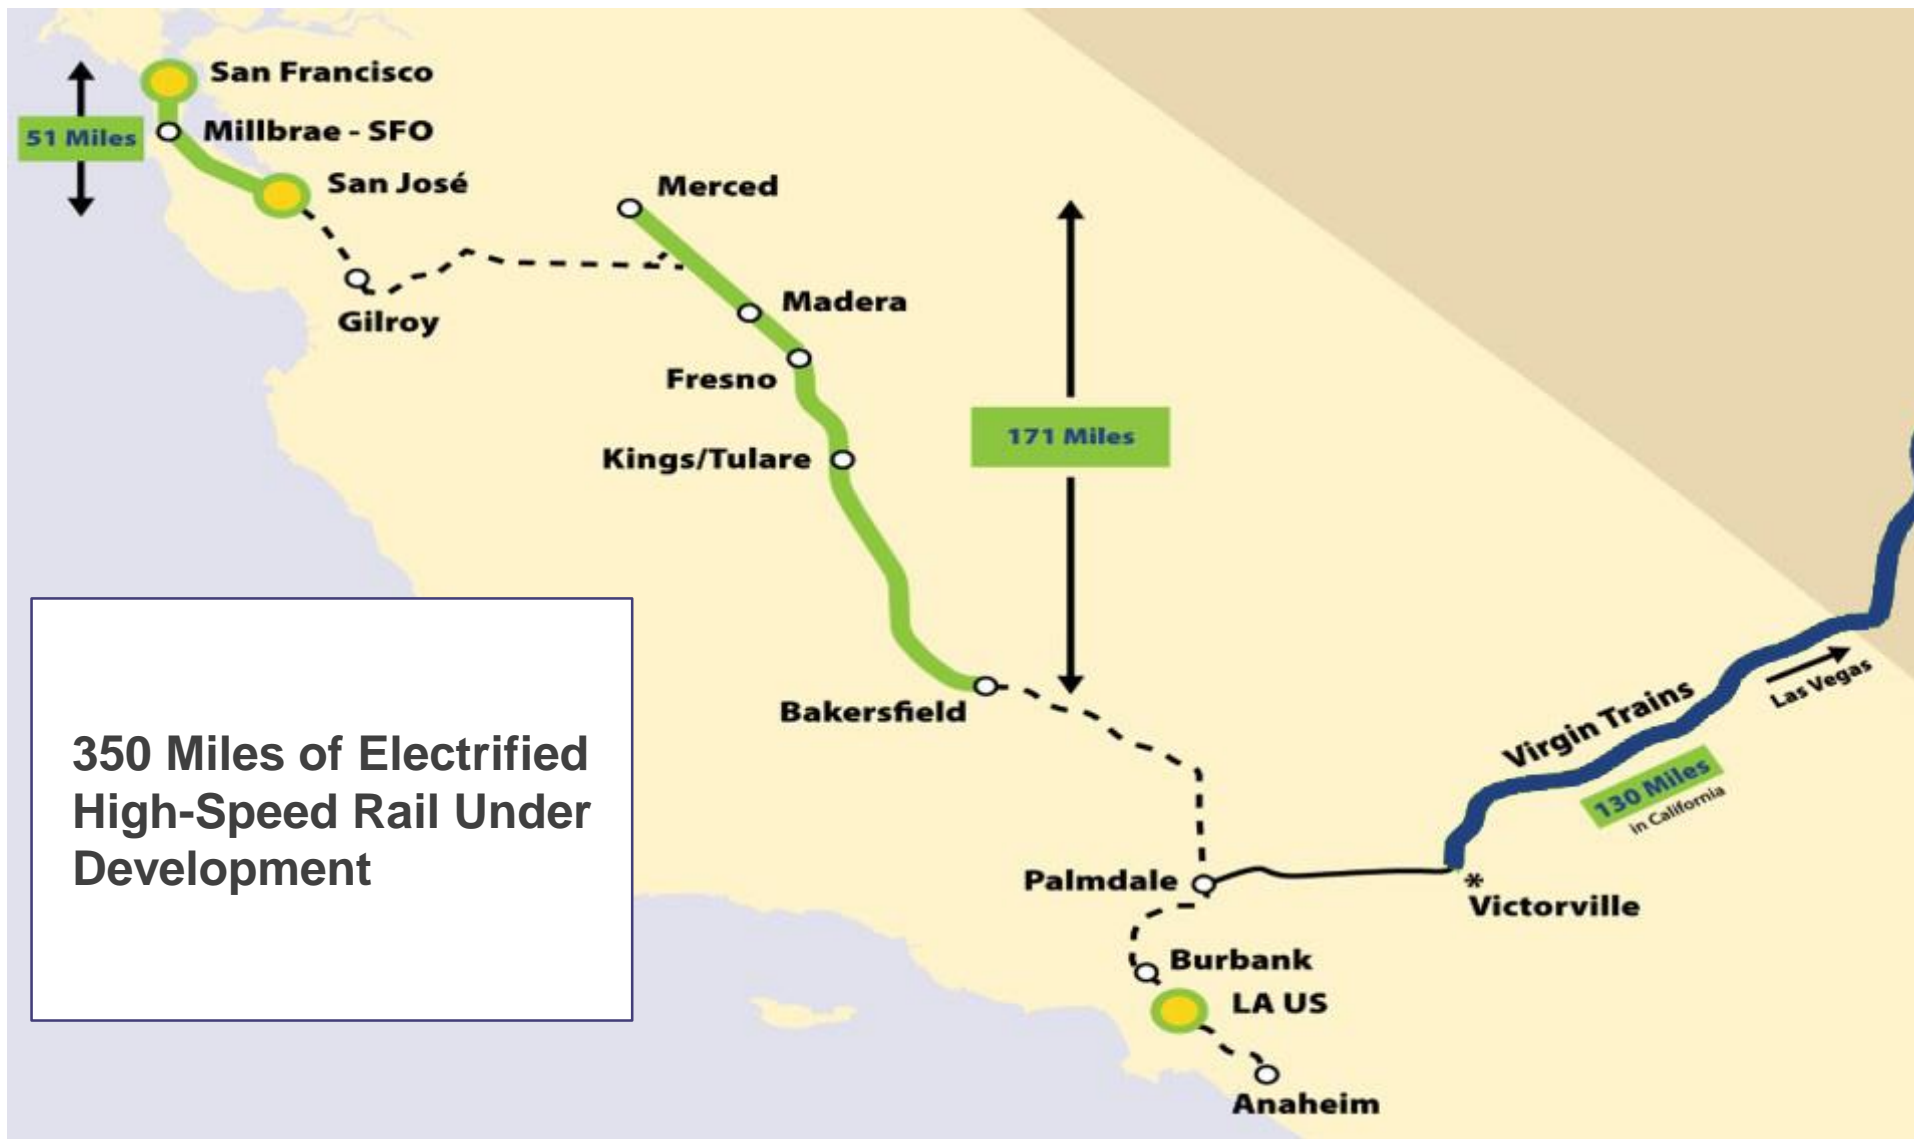 San Francisco
51 Miles
Millbrae - SFO
San José
Merced
Gilroy
Madera
Fresno
171 Miles
Kings/Tulare
Bakersfield
Las Vegas
Virgin Trains
130 Miles
in California
350 Miles of Electrified
High-Speed Rail Under
Development
Palmdale
*
Victorville
Burbank
LA US
Anaheim